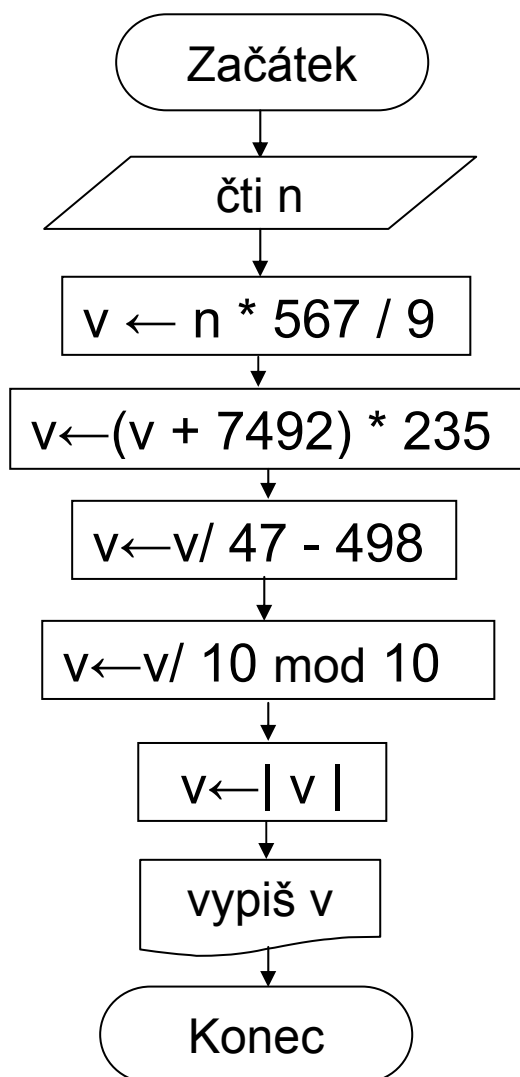 Začátek
čti n
v ← n * 567 / 9
v←(v + 7492) * 235
v←v/ 47 - 498
v←v/ 10 mod 10
v←| v |
vypiš v
Konec